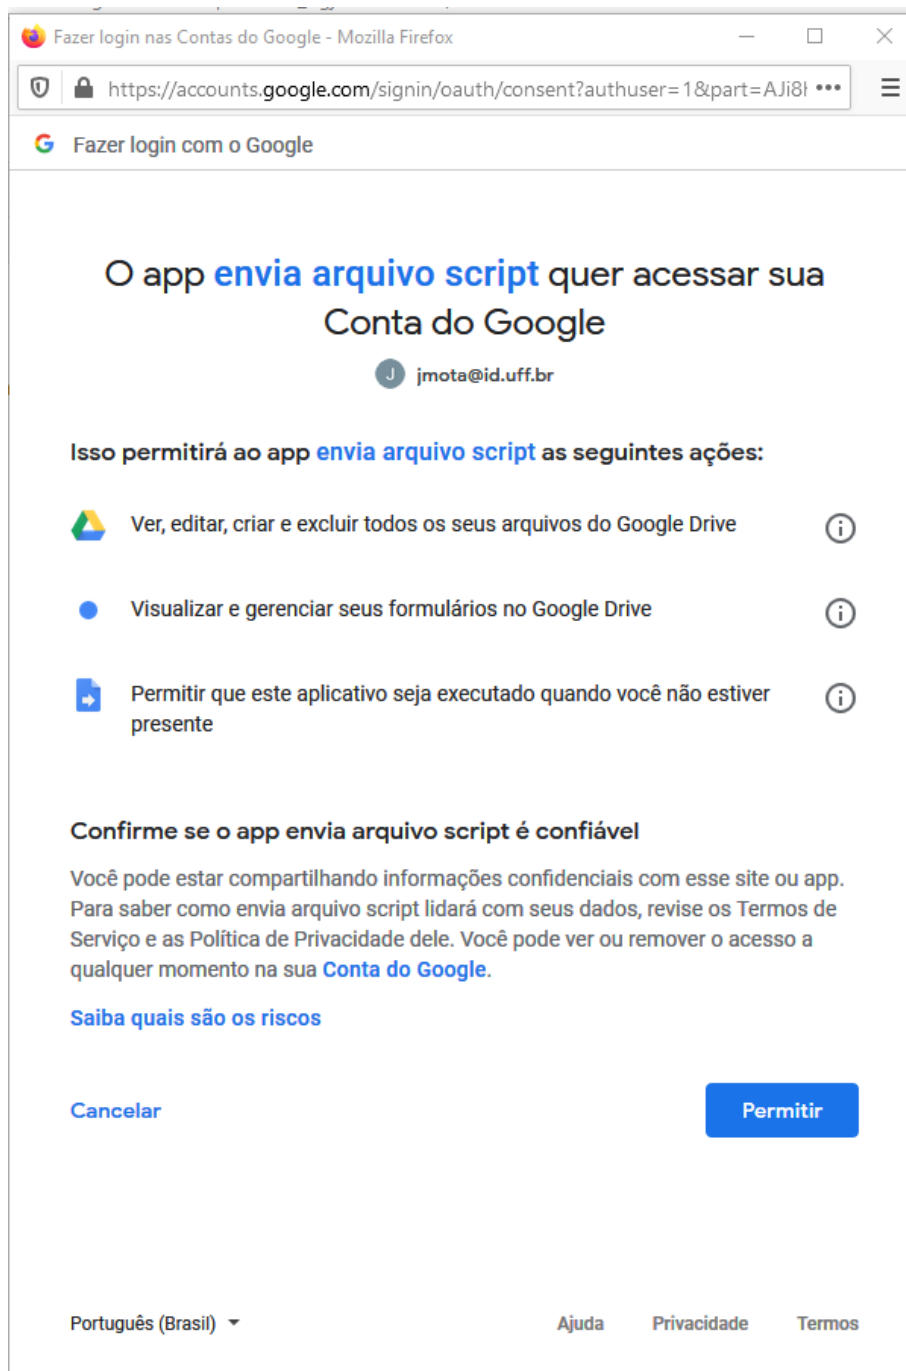 Fazer login nas Contas do Google - Mozilla Firefox
https://accounts.google.com/signin/oauth/consent?authuser=1&part=AJi8
Fazer login com o Google
O app envia arquivo script quer acessar sua
Conta do Google
J jmota@id.uff.br
Isso permitirá ao app envia arquivo script as seguintes ações:
Ver, editar, criar e excluir todos os seus arquivos do Google Drive
Visualizar e gerenciar seus formulários no Google Drive
Permitir que este aplicativo seja executado quando você não estiver
presente
Confirme se o app envia arquivo script é confiável
Você pode estar compartilhando informações confidenciais com esse site ou app.
Para saber como envia arquivo script lidará com seus dados, revise os Termos de
Serviço e as Política de Privacidade dele. Você pode ver ou remover o acesso a
qualquer momento na sua Conta do Google.
Saiba quais são os riscos
Cancelar
Permitir
Português (Brasil)
Ajuda
Privacidade
Termos